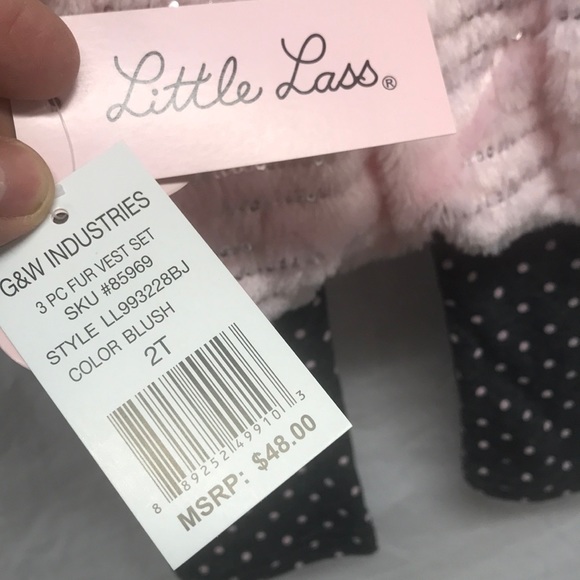 Little Lass®
G&W INDUSTRIES
3 PC FUR VEST SET
SKU #85969
STYLE LL993228BJ
COLOR BLUSH
2T
8 89252 49910 3
MSRP: $48.00